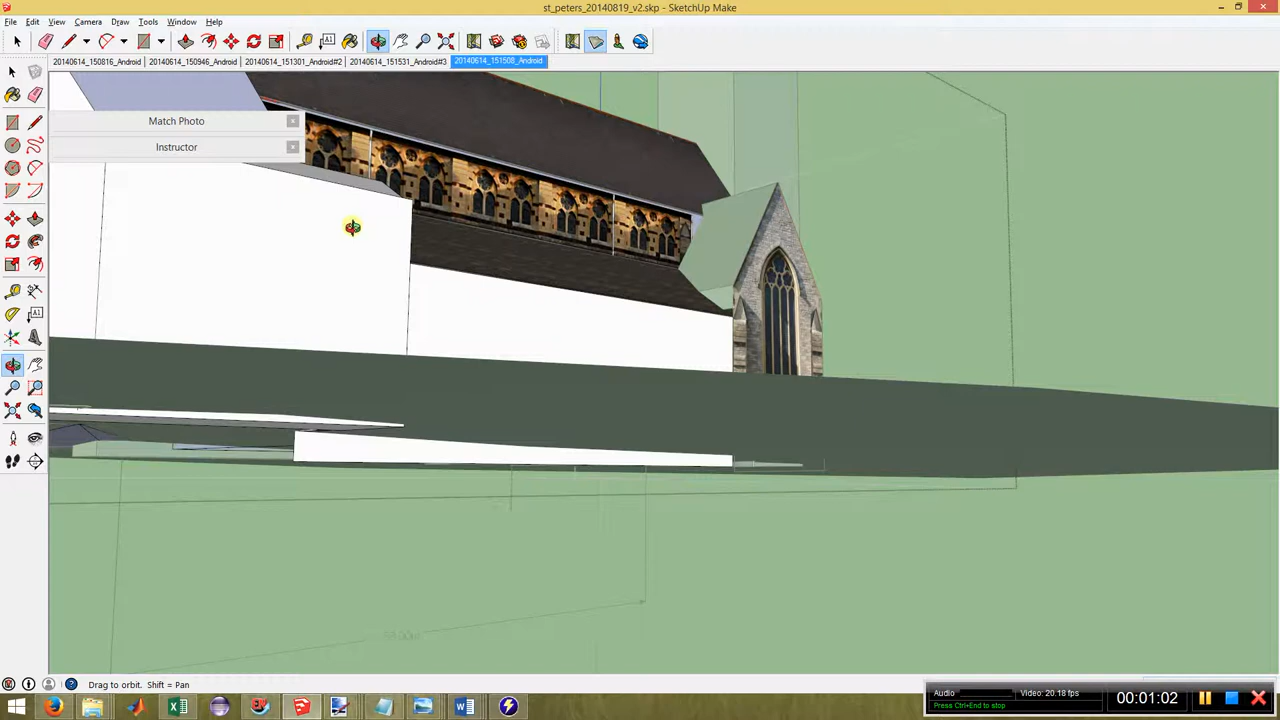 st_peters_20140819_v2.skp - SketchUp Make
File Edit View Camera Draw Tools Window Help
20140614_150816_Android 20140614_150946_Android 20140614_151301_Android#2 20140614_151531_Android#3 20140614_151508_Android
Match Photo
Instructor
Drag to orbit. Shift = Pan
Audio
Video: 20.18 fps
Press Ctrl+End to stop
00:01:02